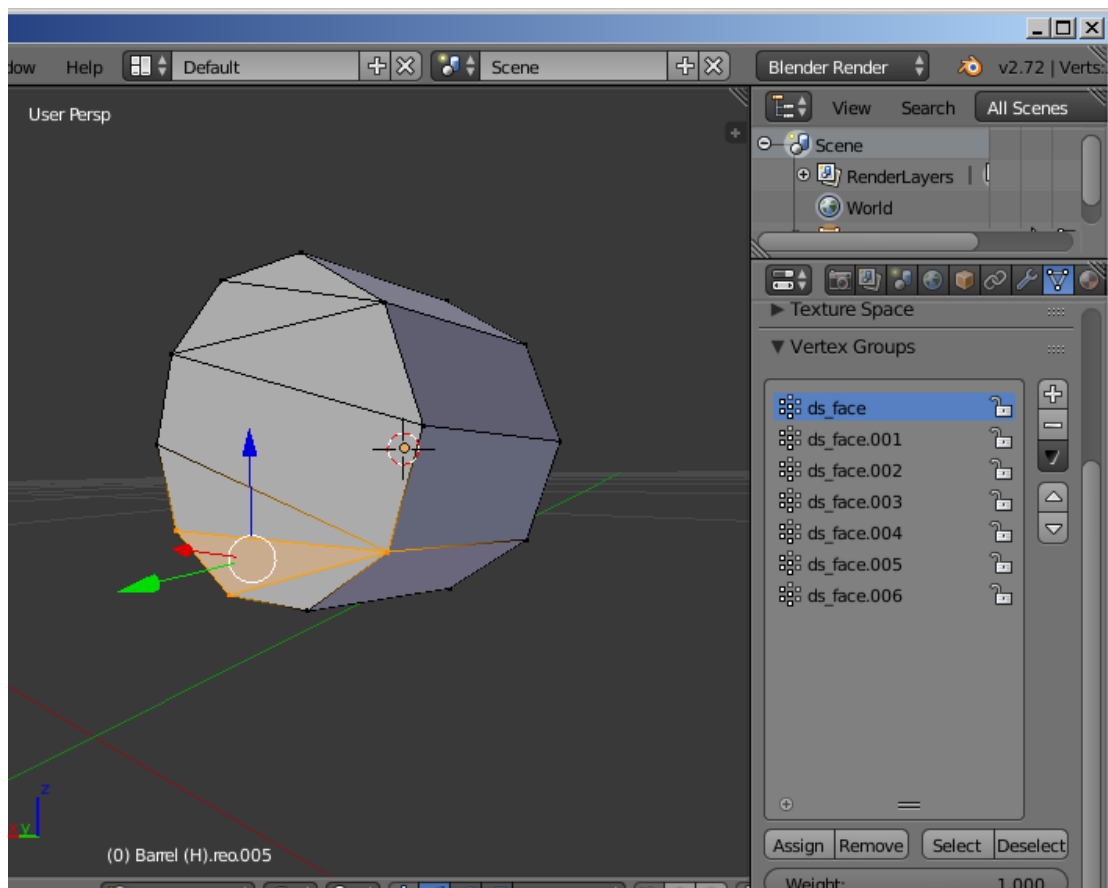 dow Help Default Scene Blender Render v2.72 | Verts:
User Persp
View Search All Scenes
Scene
RenderLayers
World
Texture Space
Vertex Groups
ds_face
ds_face.001
ds_face.002
ds_face.003
ds_face.004
ds_face.005
ds_face.006
z
x y
(0) Barrel (H).reo.005
Assign Remove Select Deselect
Weight: 1.000